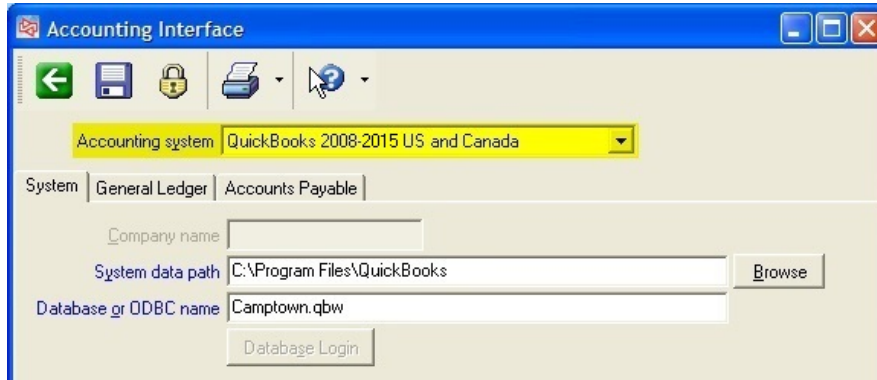 Accounting Interface
Accounting system QuickBooks 2008-2015 US and Canada
System General Ledger Accounts Payable
Company name
System data path C:\Program Files\QuickBooks Browse
Database or ODBC name Camptown.qbw
Database Login